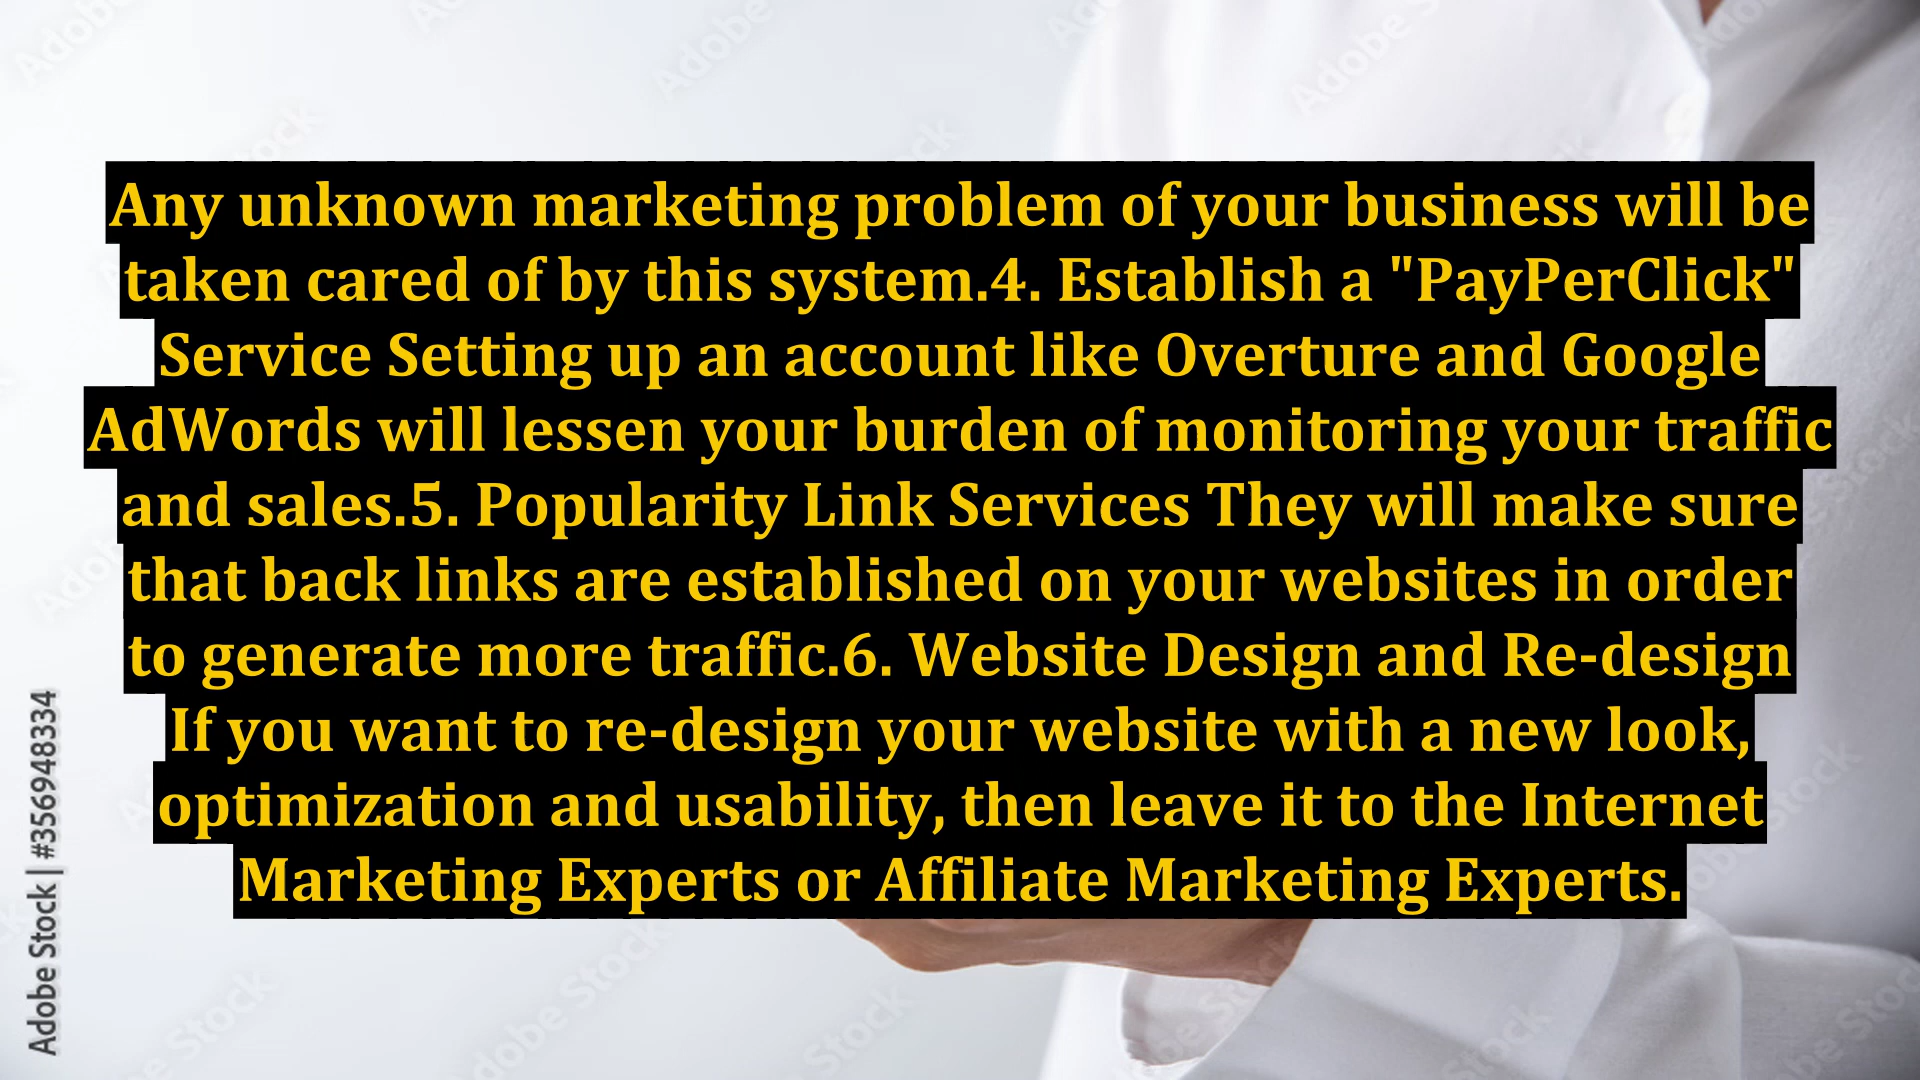 Any unknown marketing problem of your business will be
taken cared of by this system.4. Establish a "PayPerClick"
Service Setting up an account like Overture and Google
AdWords will lessen your burden of monitoring your traffic
and sales.5. Popularity Link Services They will make sure
that back links are established on your websites in order
to generate more traffic.6. Website Design and Re-design
If you want to re-design your website with a new look,
optimization and usability, then leave it to the Internet
Marketing Experts or Affiliate Marketing Experts.
Adobe Stock | #356948334